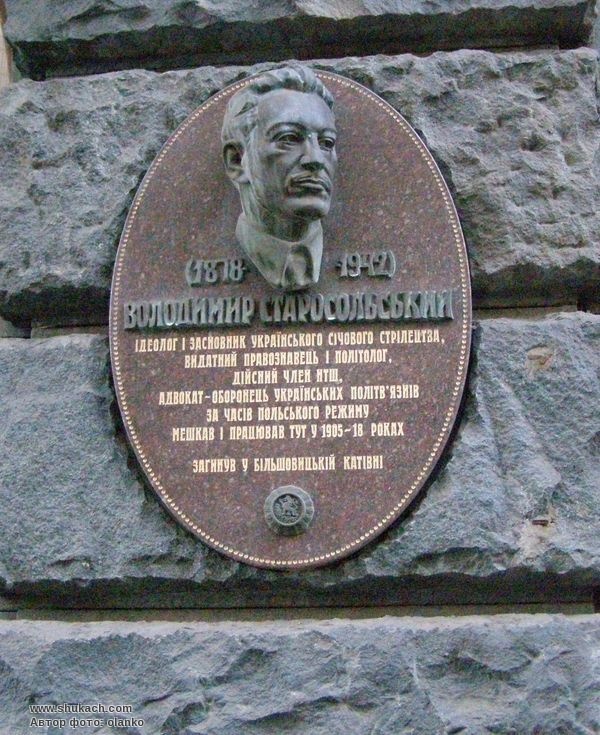 (1878- -1942)
ВОЛОДИМИР СТАРОСОЛЬСЬКИЙ
ІДЕОЛОГ І ЗАСНОВНИК УКРАЇНСЬКОГО СІЧОВОГО СТРІЛЕЦТВА,
ВИДАТНИЙ ПРАВОЗНАВЕЦЬ І ПОЛІТОЛОГ,
ДІЙСНИЙ ЧЛЕН НТШ,
АДВОКАТ-ОБОРОНЕЦЬ УКРАЇНСЬКИХ ПОЛІТВ'ЯЗНІВ
ЗА ЧАСІВ ПОЛЬСЬКОГО РЕЖИМУ
МЕШКАВ І ПРАЦЮВАВ ТУТ У 1905-18 РОКАХ
ЗАГИНУВ У БІЛЬШОВИЦЬКІЙ КАТІВНІ
www.shukach.com
Автор фото: olanko